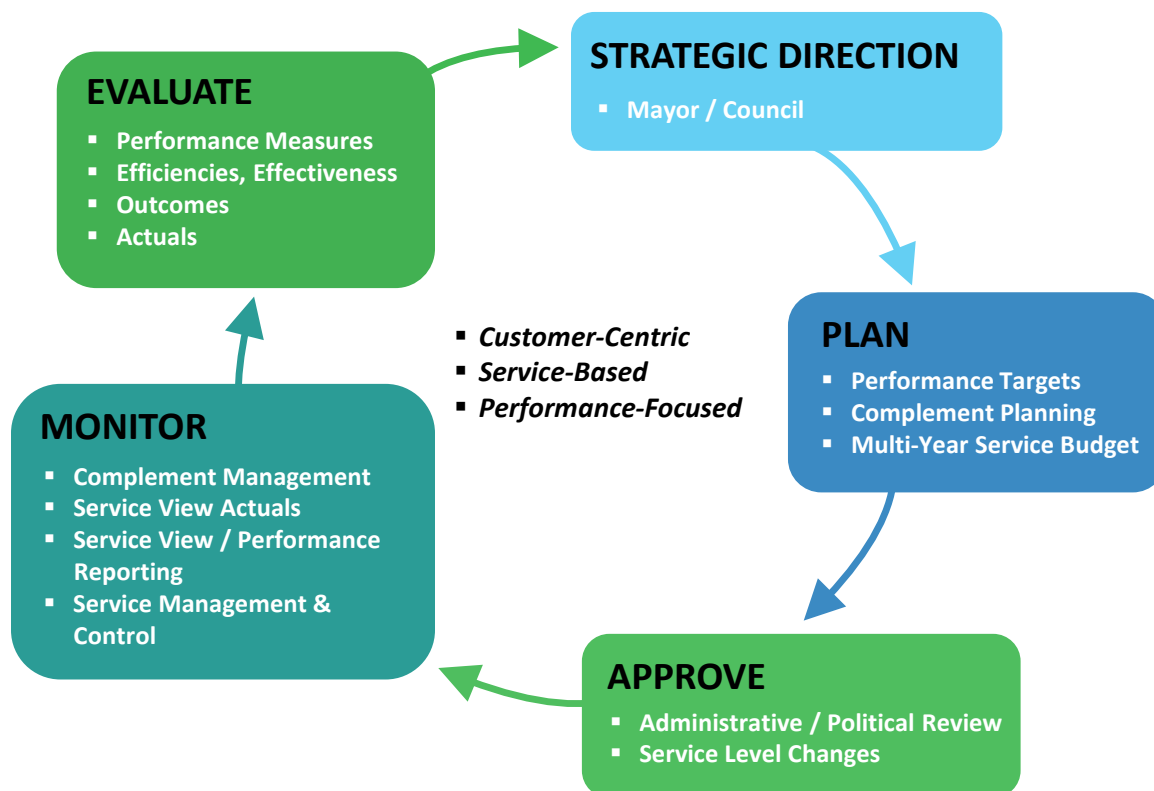 STRATEGIC DIRECTION
▪ Mayor / Council
EVALUATE
▪ Performance Measures
▪ Efficiencies, Effectiveness
▪ Outcomes
▪ Actuals
PLAN
▪ Performance Targets
▪ Complement Planning
▪ Multi-Year Service Budget
▪ Customer-Centric
▪ Service-Based
▪ Performance-Focused
MONITOR
▪ Complement Management
▪ Service View Actuals
▪ Service View / Performance
Reporting
▪ Service Management &
Control
APPROVE
▪ Administrative / Political Review
▪ Service Level Changes